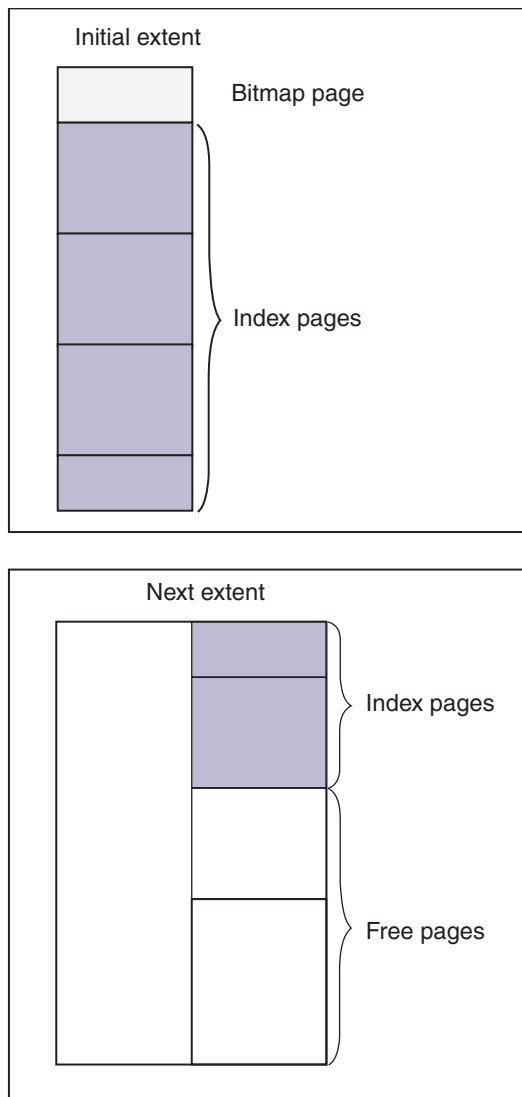 Initial extent
Bitmap page
Index pages
Next extent
Index pages
Free pages